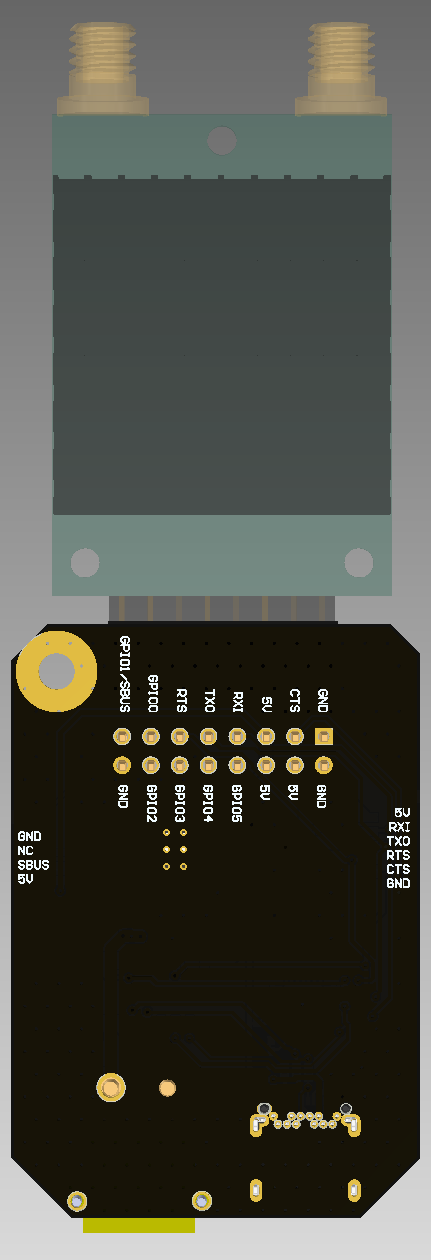 GPIO1/SBUS
GPIO0
RTS
TXO
RXI
5V
CTS
GND
GND
GPIO2
GPIO3
GPIO4
GPIO5
5V
5V
GND
GND
NC
SBUS
5V
5V
RXI
TXO
RTS
CTS
GND